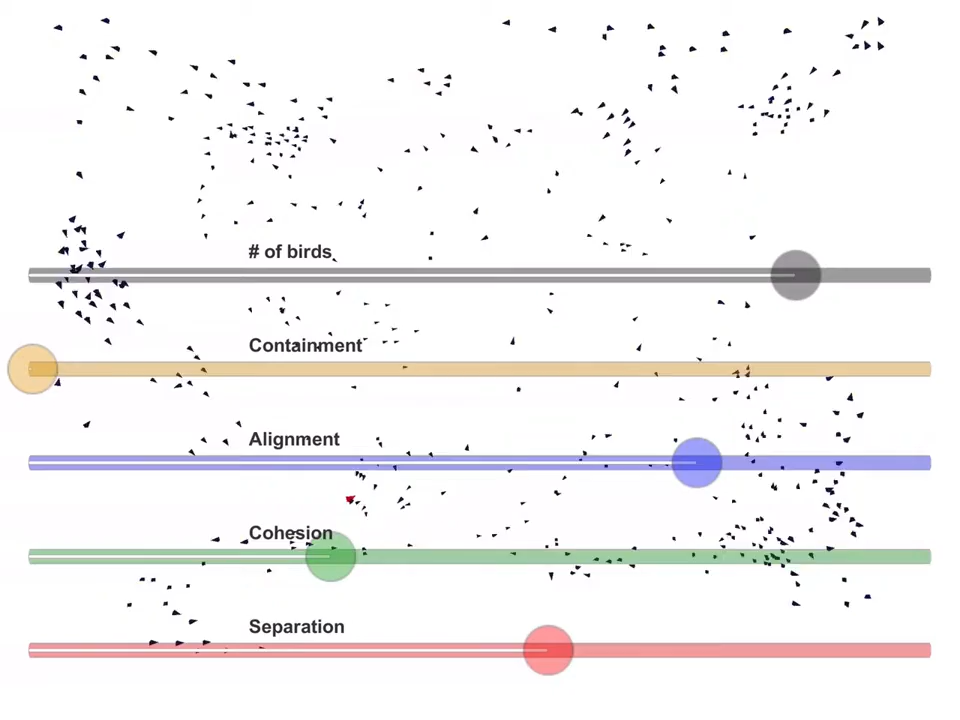 # of birds
Containment
Alignment
Cohesion
Separation